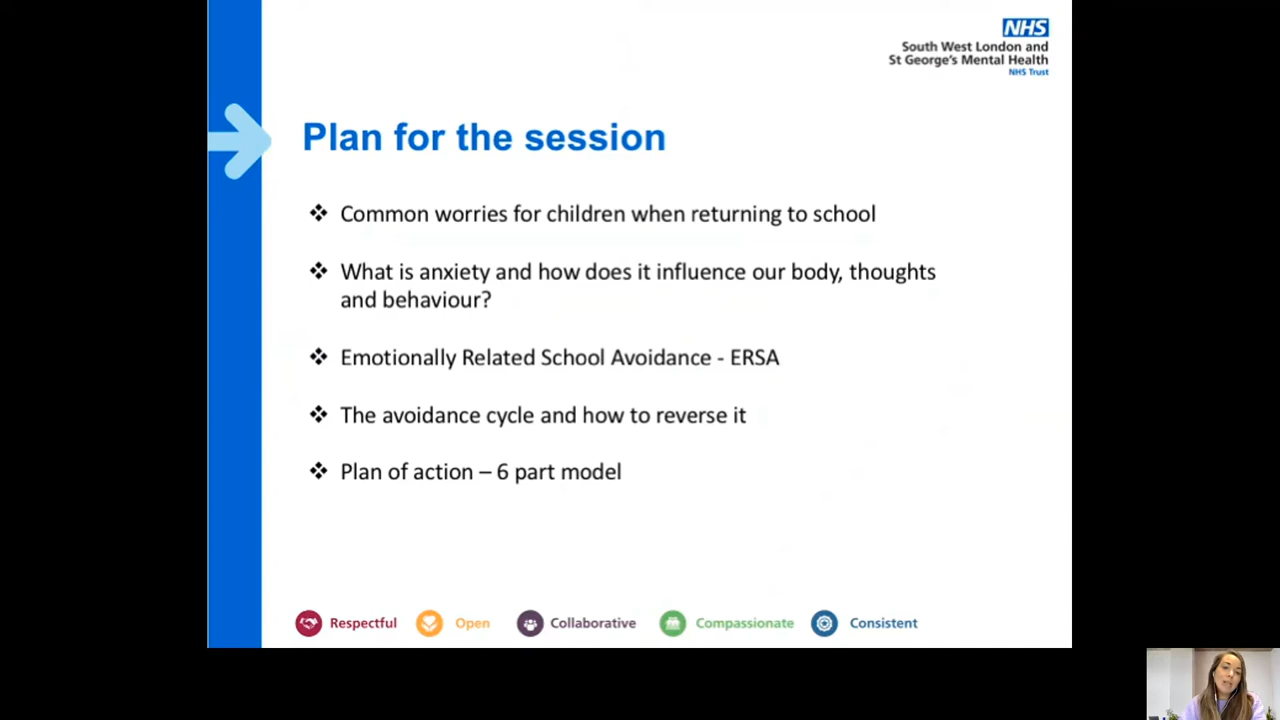 NHS
South West London and
St George's Mental Health
NHS Trust
Plan for the session
❖ Common worries for children when returning to school
❖ What is anxiety and how does it influence our body, thoughts
and behaviour?
❖ Emotionally Related School Avoidance - ERSA
❖ The avoidance cycle and how to reverse it
❖ Plan of action – 6 part model
Respectful Open Collaborative Compassionate Consistent